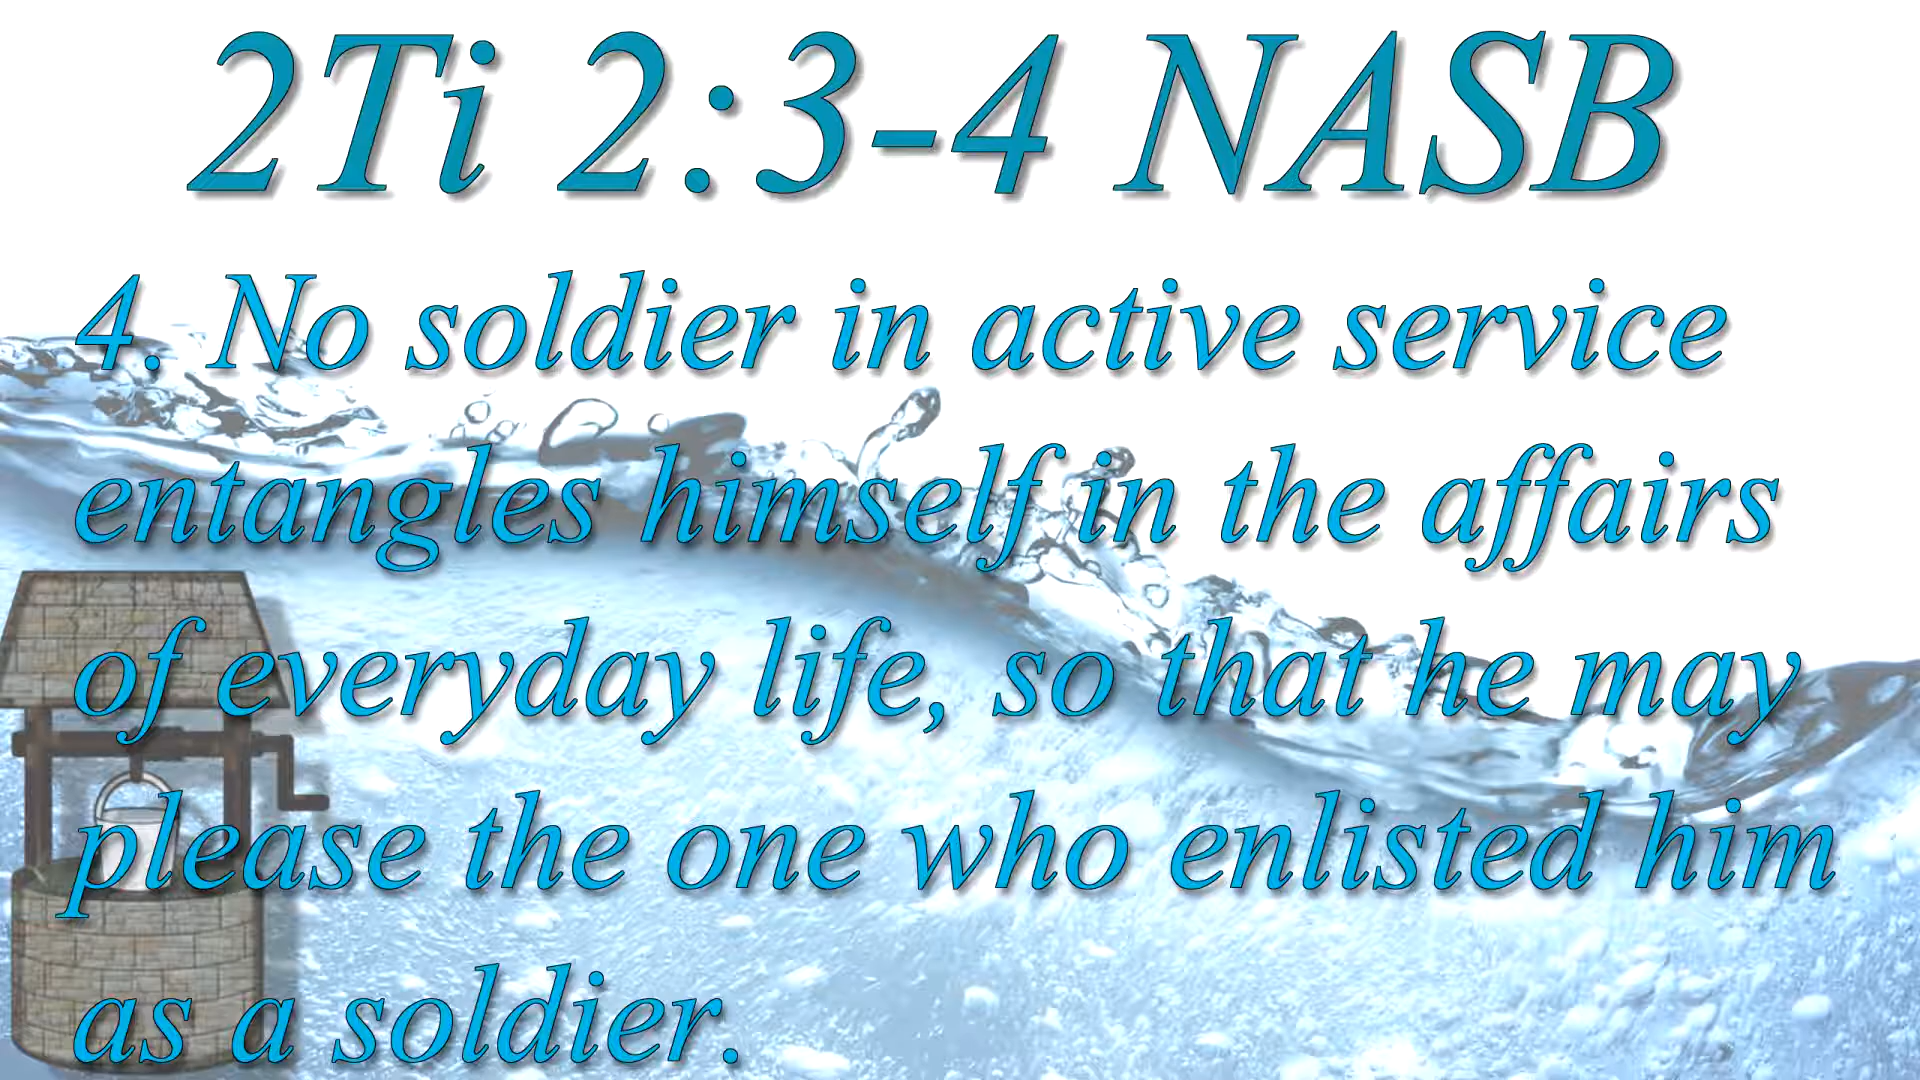 2Ti 2:3-4 NASB
4. No soldier in active service
entangles himself in the affairs
of everyday life, so that he may
please the one who enlisted him
as a soldier.